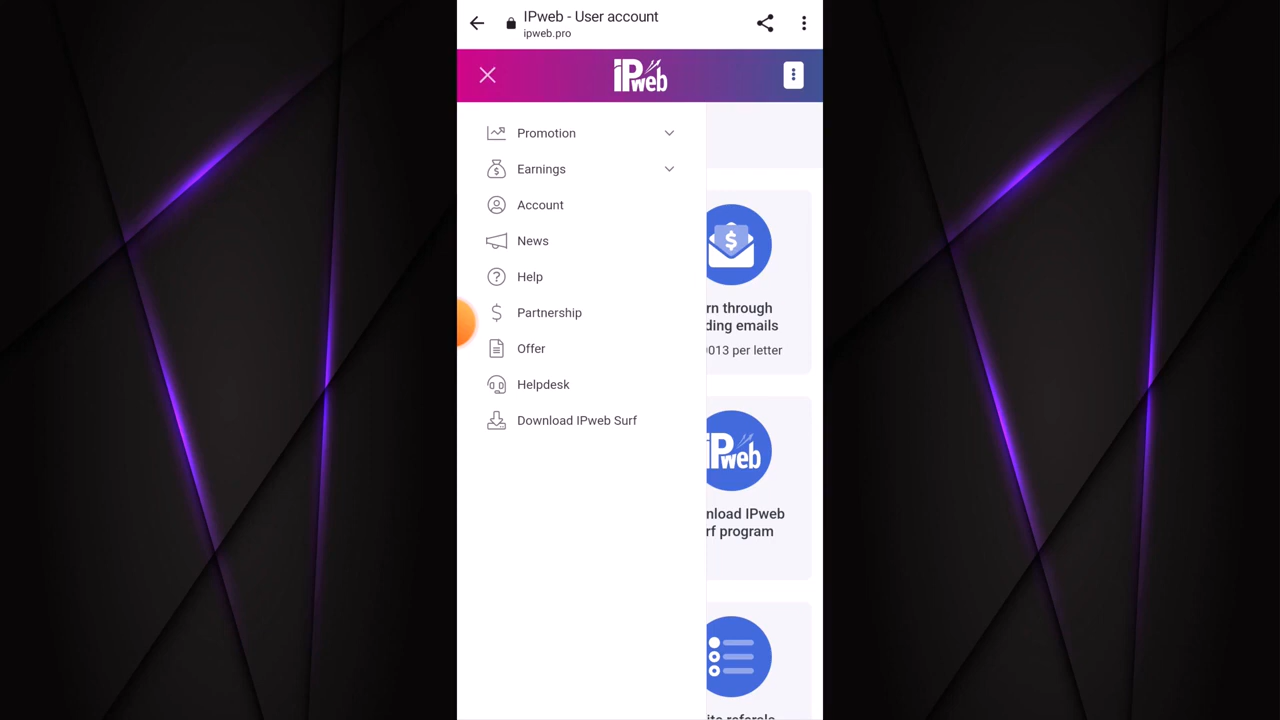 IPweb - User account
ipweb.pro
iPweb
Promotion
Earnings
Account
News
Help
Partnership
Offer
Helpdesk
Download IPweb Surf
rn through
ding emails
013 per letter
iPweb
nload IPweb
rf program